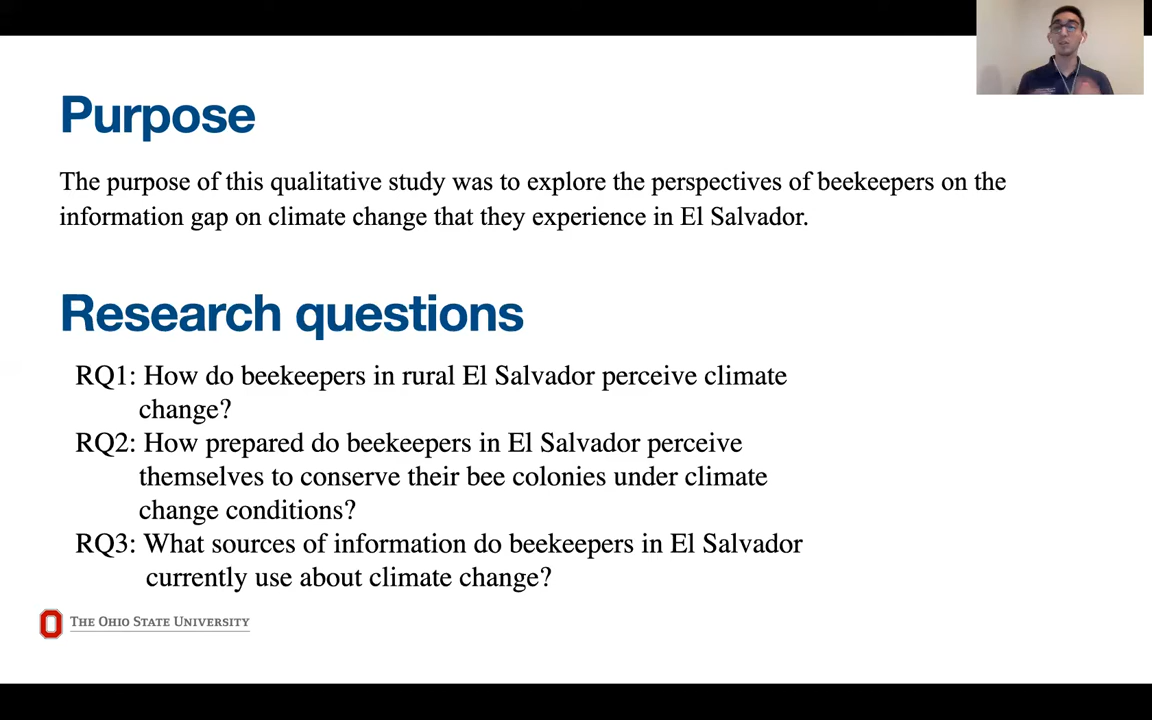 Purpose
The purpose of this qualitative study was to explore the perspectives of beekeepers on the
information gap on climate change that they experience in El Salvador.
Research questions
RQ1: How do beekeepers in rural El Salvador perceive climate
change?
RQ2: How prepared do beekeepers in El Salvador perceive
themselves to conserve their bee colonies under climate
change conditions?
RQ3: What sources of information do beekeepers in El Salvador
currently use about climate change?
THE OHIO STATE UNIVERSITY